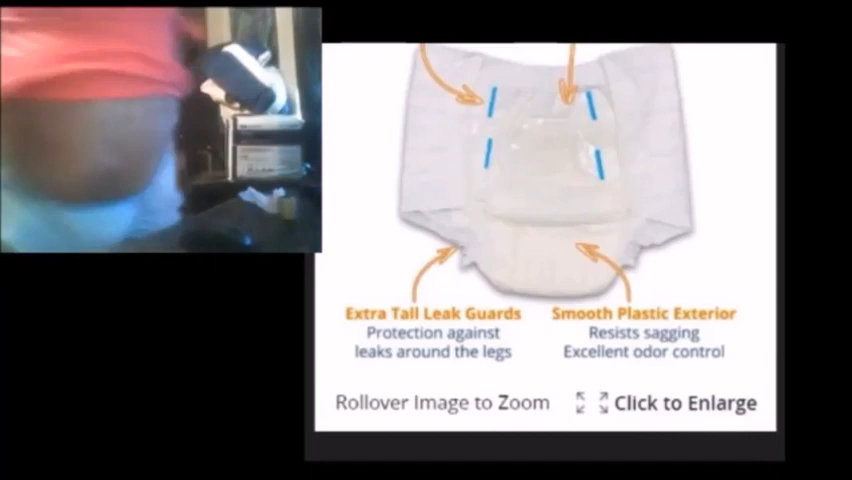 Extra Tall Leak Guards
Protection against
leaks around the legs
Smooth Plastic Exterior
Resists sagging
Excellent odor control
Rollover Image to Zoom
Click to Enlarge